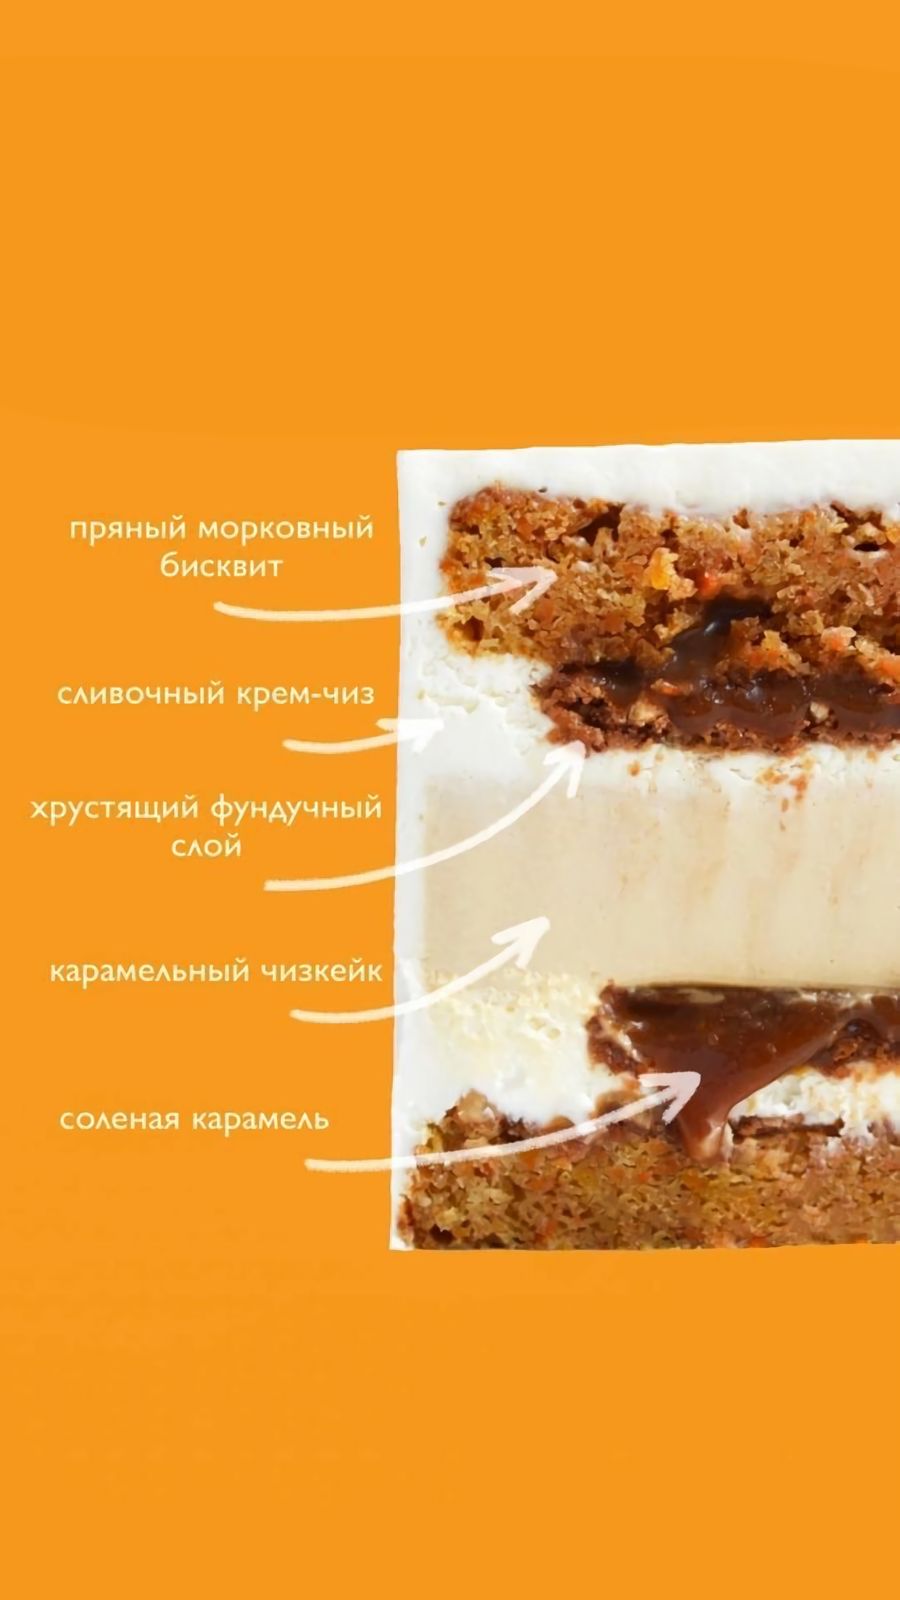 пряный морковный
бисквит
сливочный крем-чиз
хрустящий фундучный
слой
карамельный чизкейк
соленая карамель